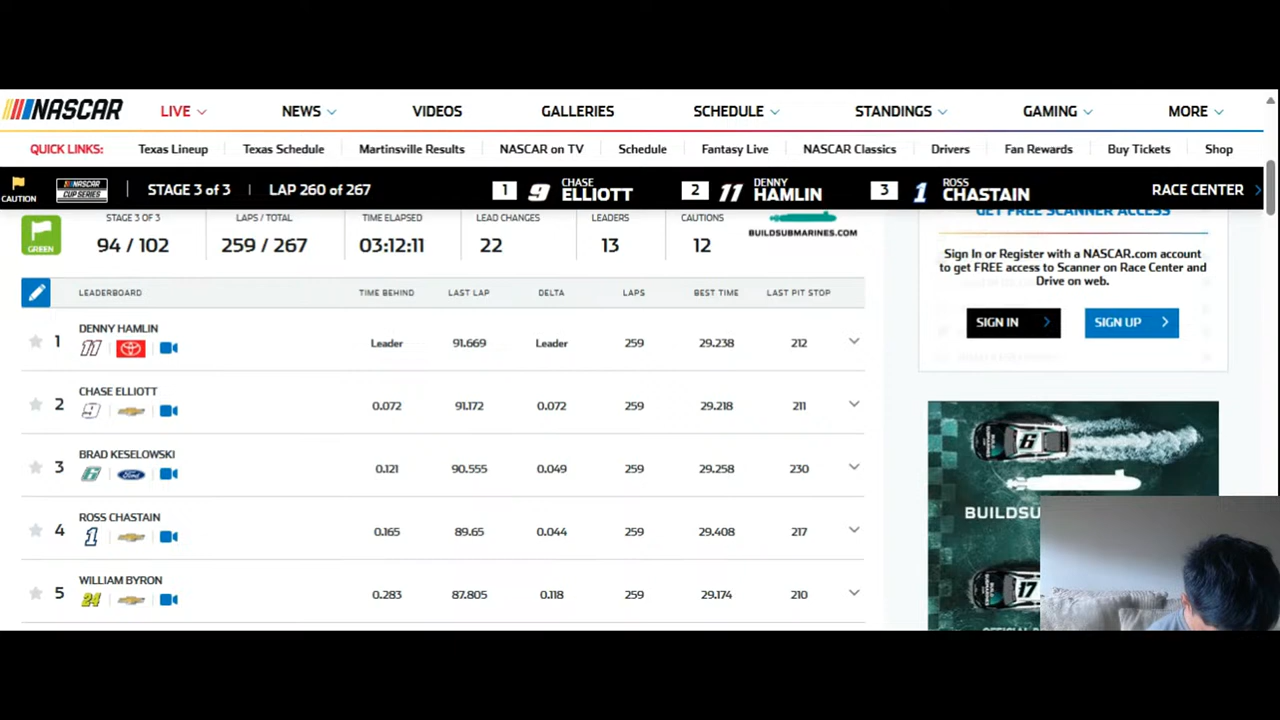 NASCAR LIVE NEWS VIDEOS GALLERIES SCHEDULE STANDINGS GAMING MORE
QUICK LINKS: Texas Lineup Texas Schedule Martinsville Results NASCAR on TV Schedule Fantasy Live NASCAR Classics Drivers Fan Rewards Buy Tickets Shop
CAUTION NASCAR CUP SERIES STAGE 3 of 3 LAP 260 OF 267 1 9 CHASE ELLIOTT 2 11 DENNY HAMLIN 3 1 ROSS CHASTAIN RACE CENTER
GREEN
STAGE 3 OF 3 LAPS / TOTAL TIME ELAPSED LEAD CHANGES LEADERS CAUTIONS
94 / 102 259 / 267 03:12:11 22 13 12
BUILDSUBMARINES.COM
LEADERBOARD TIME BEHIND LAST LAP DELTA LAPS BEST TIME LAST PIT STOP
1 DENNY HAMLIN 11 Leader 91.669 Leader 259 29.238 212
2 CHASE ELLIOTT 9 0.072 91.172 0.072 259 29.218 211
3 BRAD KESELOWSKI 6 Ford 0.121 90.555 0.049 259 29.258 230
4 ROSS CHASTAIN 1 0.165 89.65 0.044 259 29.408 217
5 WILLIAM BYRON 24 0.283 87.805 0.118 259 29.174 210
GET FREE SCANNER ACCESS
Sign In or Register with a NASCAR.com account
to get FREE access to Scanner on Race Center and
Drive on web.
SIGN IN SIGN UP
6
BUILDSU
17